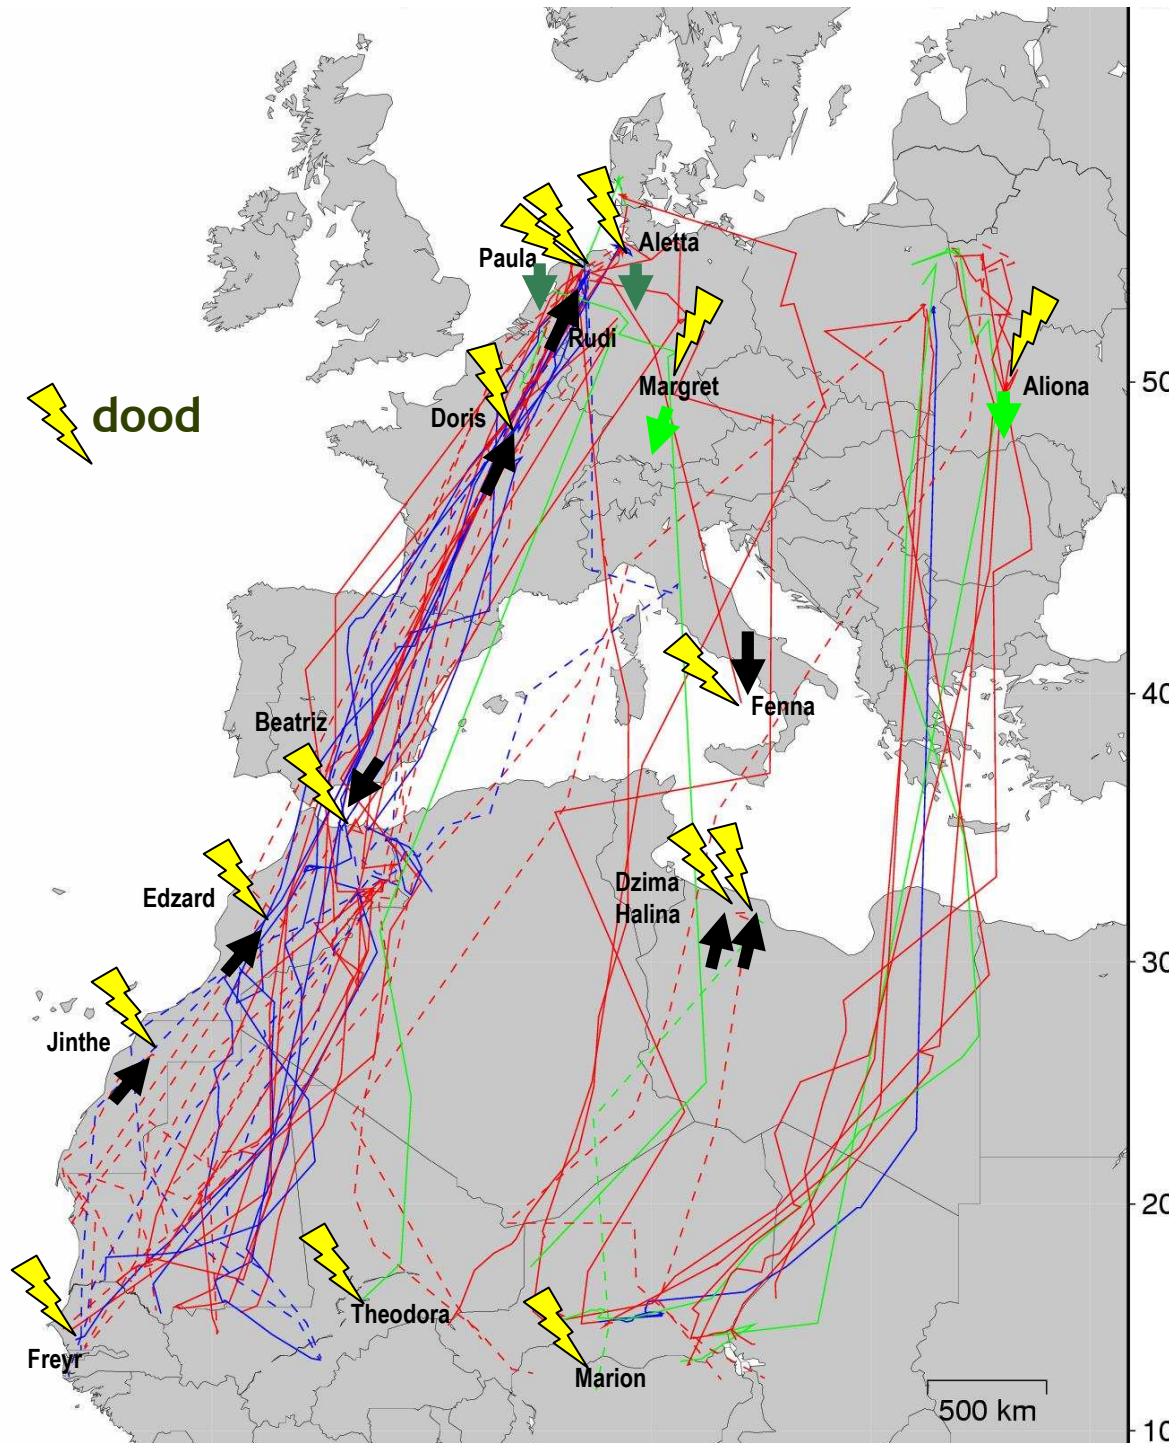 Paula
Aletta
Rudi
Margret
Aliona
50
Doris
dood
Fenna
40
Beatriz
Edzard
Dzima
Halina
30
Jinthe
20
Theodora
Freyr
Marion
500 km
10